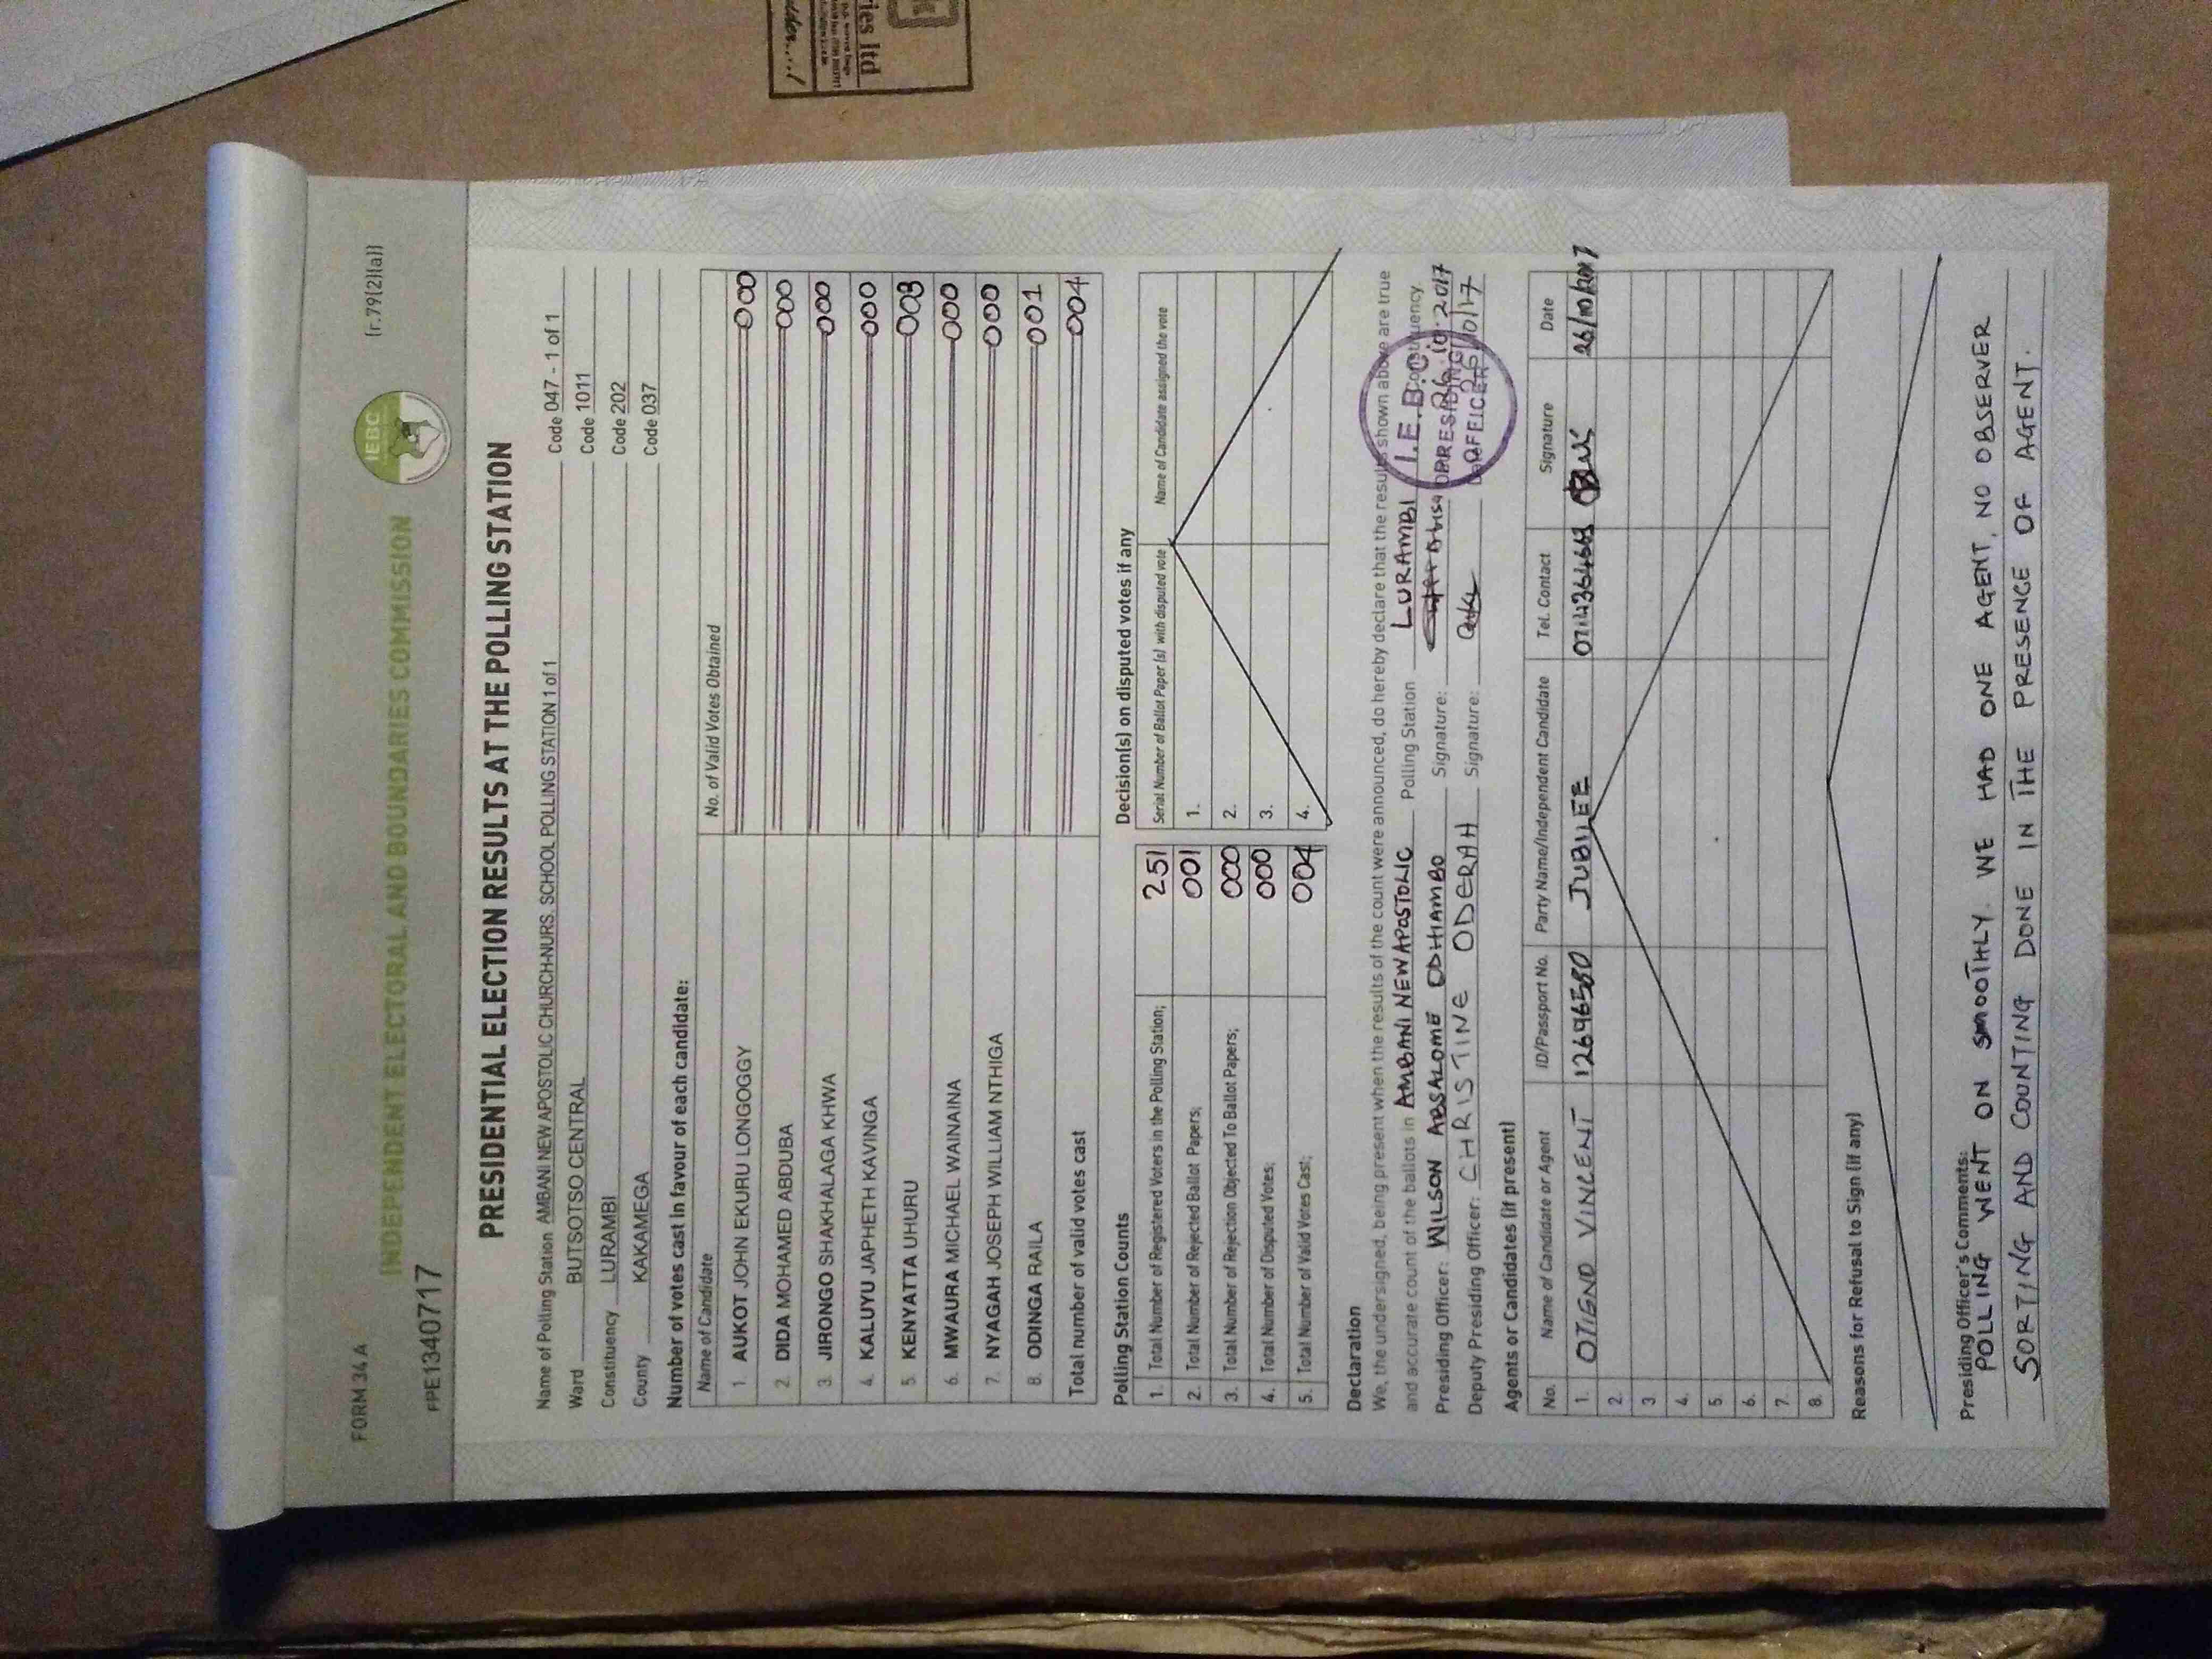 FORM 34 A
(r.79(2)(a))
IEBC
INDEPENDENT ELECTORAL AND BOUNDARIES COMMISSION
PPE1340717
PRESIDENTIAL ELECTION RESULTS AT THE POLLING STATION
Name of Polling Station AMBANI NEW APOSTOLIC CHURCH-NURS. SCHOOL POLLING STATION 1 of 1 Code 047 - 1 of 1
Ward BUTSOTSO CENTRAL Code 1011
Constituency LURAMBI Code 202
County KAKAMEGA Code 037
Number of votes cast in favour of each candidate:
Name of Candidate No. of Valid Votes Obtained
1. AUKOT JOHN EKURU LONGOGGY 000
2. DIDA MOHAMED ABDUBA 000
3. JIRONGO SHAKHALAGA KHWA 000
4. KALUYU JAPHETH KAVINGA 000
5. KENYATTA UHURU 003
6. MWAURA MICHAEL WAINAINA 000
7. NYAGAH JOSEPH WILLIAM NTHIGA 000
8. ODINGA RAILA 001
Total number of valid votes cast 004
Polling Station Counts
1. Total Number of Registered Voters in the Polling Station; 251
2. Total Number of Rejected Ballot Papers; 001
3. Total Number of Rejection Objected To Ballot Papers; 000
4. Total Number of Disputed Votes; 000
5. Total Number of Valid Votes Cast; 004
Decision(s) on disputed votes if any
Serial Number of Ballot Paper (s) with disputed vote Name of Candidate assigned the vote
1.
2.
3.
4.
Declaration
We, the undersigned, being present when the results of the count were announced, do hereby declare that the results shown above are true
and accurate count of the ballots in AMBANI NEW APOSTOLIC Polling Station LURAMBI Constituency.
Presiding Officer: WILSON ABSALOME ODHIAMBO Signature: 26.10.2017
Deputy Presiding Officer: CHRISTINE ODERAH Signature:
I.E.B.C
PRESIDING
OFFICER
Agents or Candidates (if present)
No. Name of Candidate or Agent ID/Passport No. Party Name/Independent Candidate Tel. Contact Signature Date
1. OTIGNO VINCENT 12696580 JUBILEE 26/10/2017
2.
3.
4.
5.
6.
7.
8.
Reasons for Refusal to Sign (if any)
Presiding Officer's Comments:
POLLING WENT ON SMOOTHLY. WE HAD ONE AGENT, NO OBSERVER
SORTING AND COUNTING DONE IN THE PRESENCE OF AGENT.
ies ltd